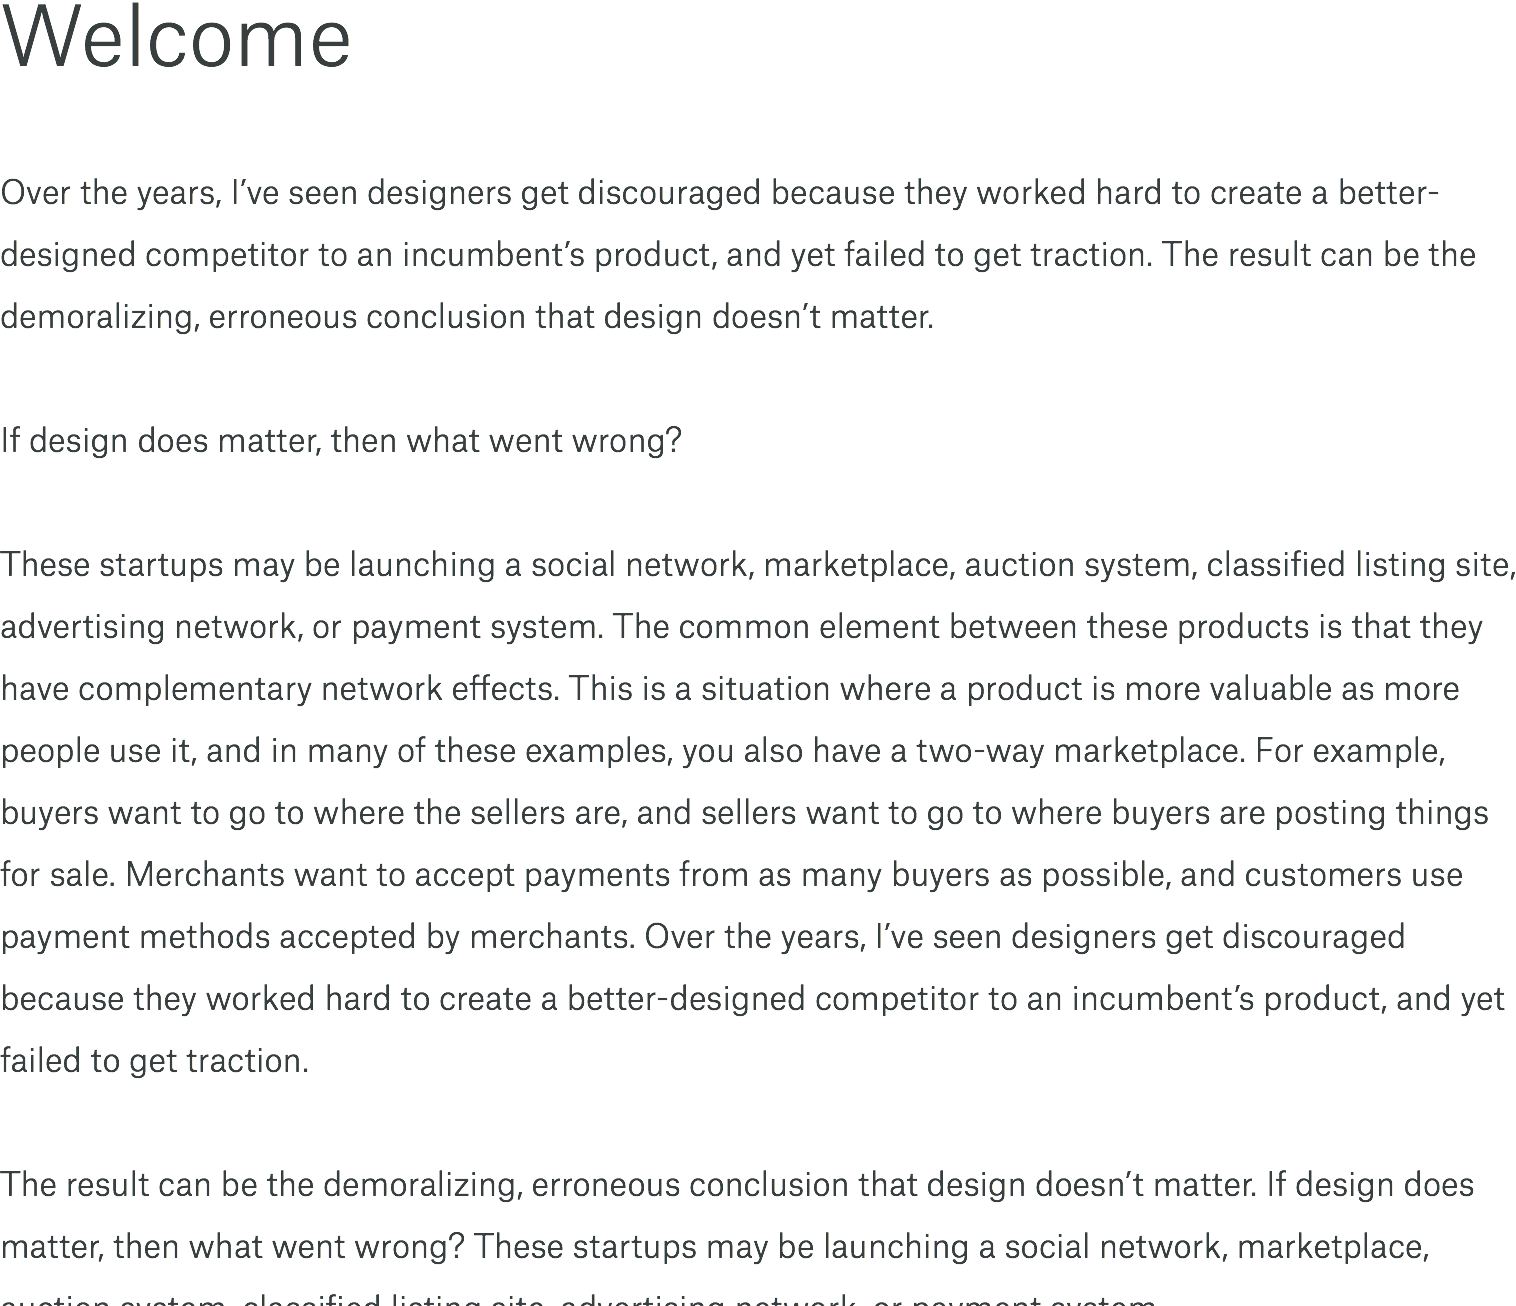 Welcome
Over the years, I’ve seen designers get discouraged because they worked hard to create a better-
designed competitor to an incumbent’s product, and yet failed to get traction. The result can be the
demoralizing, erroneous conclusion that design doesn’t matter.
If design does matter, then what went wrong?
These startups may be launching a social network, marketplace, auction system, classified listing site,
advertising network, or payment system. The common element between these products is that they
have complementary network effects. This is a situation where a product is more valuable as more
people use it, and in many of these examples, you also have a two-way marketplace. For example,
buyers want to go to where the sellers are, and sellers want to go to where buyers are posting things
for sale. Merchants want to accept payments from as many buyers as possible, and customers use
payment methods accepted by merchants. Over the years, I’ve seen designers get discouraged
because they worked hard to create a better-designed competitor to an incumbent’s product, and yet
failed to get traction.
The result can be the demoralizing, erroneous conclusion that design doesn’t matter. If design does
matter, then what went wrong? These startups may be launching a social network, marketplace,
auction system, classified listing site, advertising network, or payment system.